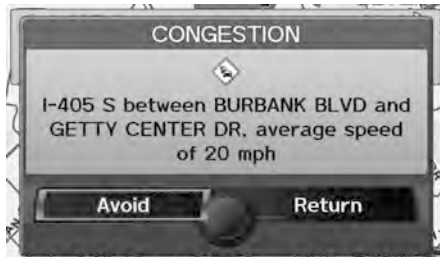 CONGESTION
I-405 S between BURBANK BLVD and
GETTY CENTER DR, average speed
of 20 mph
Avoid
Return